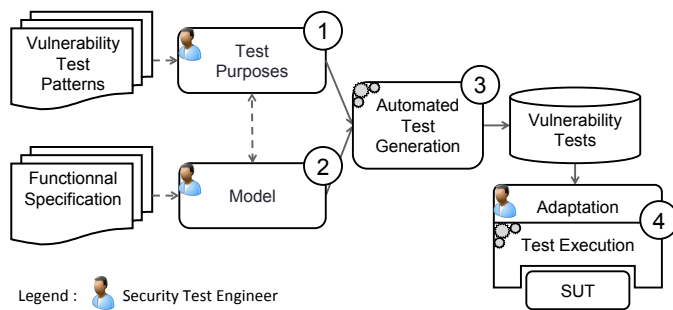 Vulnerability
Test
Patterns
1
Test
Purposes
3
Automated
Test
Generation
Vulnerability
Tests
2
Functionnal
Specification
Model
Adaptation
4
Test Execution
SUT
Legend :
Security Test Engineer